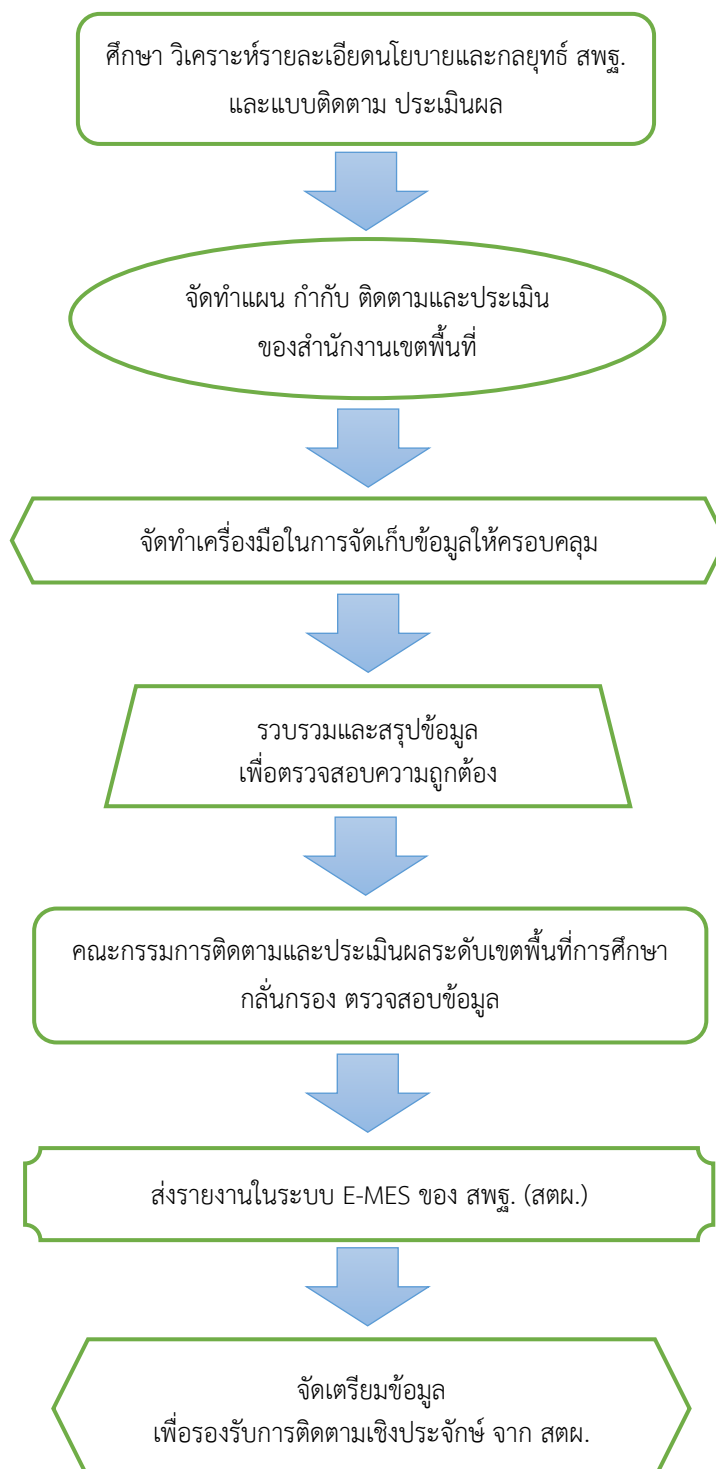 ศึกษา วิเคราะห์รายละเอียดนโยบายและกลยุทธ์ สพฐ.
และแบบติดตาม ประเมินผล
จัดทำแผน กำกับ ติดตามและประเมิน
ของสำนักงานเขตพื้นที่
จัดทำเครื่องมือในการจัดเก็บข้อมูลให้ครอบคลุม
รวบรวมและสรุปข้อมูล
เพื่อตรวจสอบความถูกต้อง
คณะกรรมการติดตามและประเมินผลระดับเขตพื้นที่การศึกษา
กลั่นกรอง ตรวจสอบข้อมูล
ส่งรายงานในระบบ E-MES ของ สพฐ. (สตผ.)
จัดเตรียมข้อมูล
เพื่อรองรับการติดตามเชิงประจักษ์ จาก สตผ.